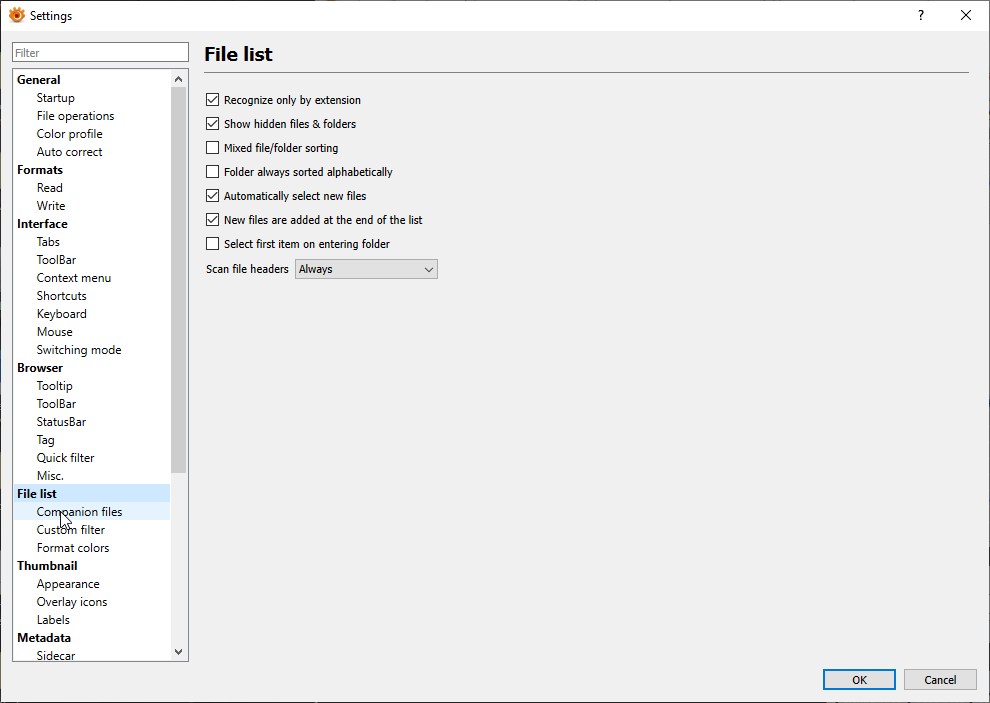 Settings
?
Filter
General
Startup
File operations
Color profile
Auto correct
Formats
Read
Write
Interface
Tabs
ToolBar
Context menu
Shortcuts
Keyboard
Mouse
Switching mode
Browser
Tooltip
ToolBar
StatusBar
Tag
Quick filter
Misc.
File list
Companion files
Custom filter
Format colors
Thumbnail
Appearance
Overlay icons
Labels
Metadata
Sidecar
File list
Recognize only by extension
Show hidden files & folders
Mixed file/folder sorting
Folder always sorted alphabetically
Automatically select new files
New files are added at the end of the list
Select first item on entering folder
Scan file headers Always
OK Cancel